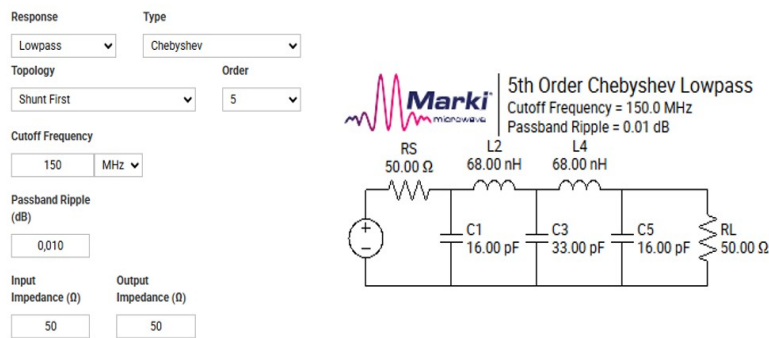 Response
Type
Lowpass
Chebyshev
Topology
Order
Shunt First
5
Cutoff Frequency
150
MHz
Passband Ripple
(dB)
0,010
Input
Impedance (Ω)
Output
Impedance (Ω)
50
50
Marki
microwave
5th Order Chebyshev Lowpass
Cutoff Frequency = 150.0 MHz
Passband Ripple = 0.01 dB
RS
50.00 Ω
L2
68.00 nH
L4
68.00 nH
C1
16.00 pF
C3
33.00 pF
C5
16.00 pF
RL
50.00 Ω